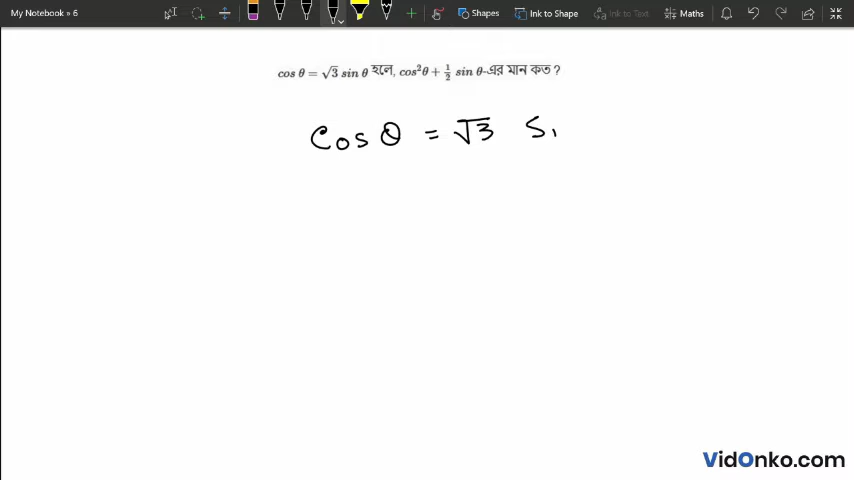 My Notebook » 6
Shapes
Ink to Shape
Ink to Text
Maths
cos θ = √3 sin θ হলে, cos²θ + 1/2 sin θ-এর মান কত ?
Cos θ = √3 Sı
VidOnko.com